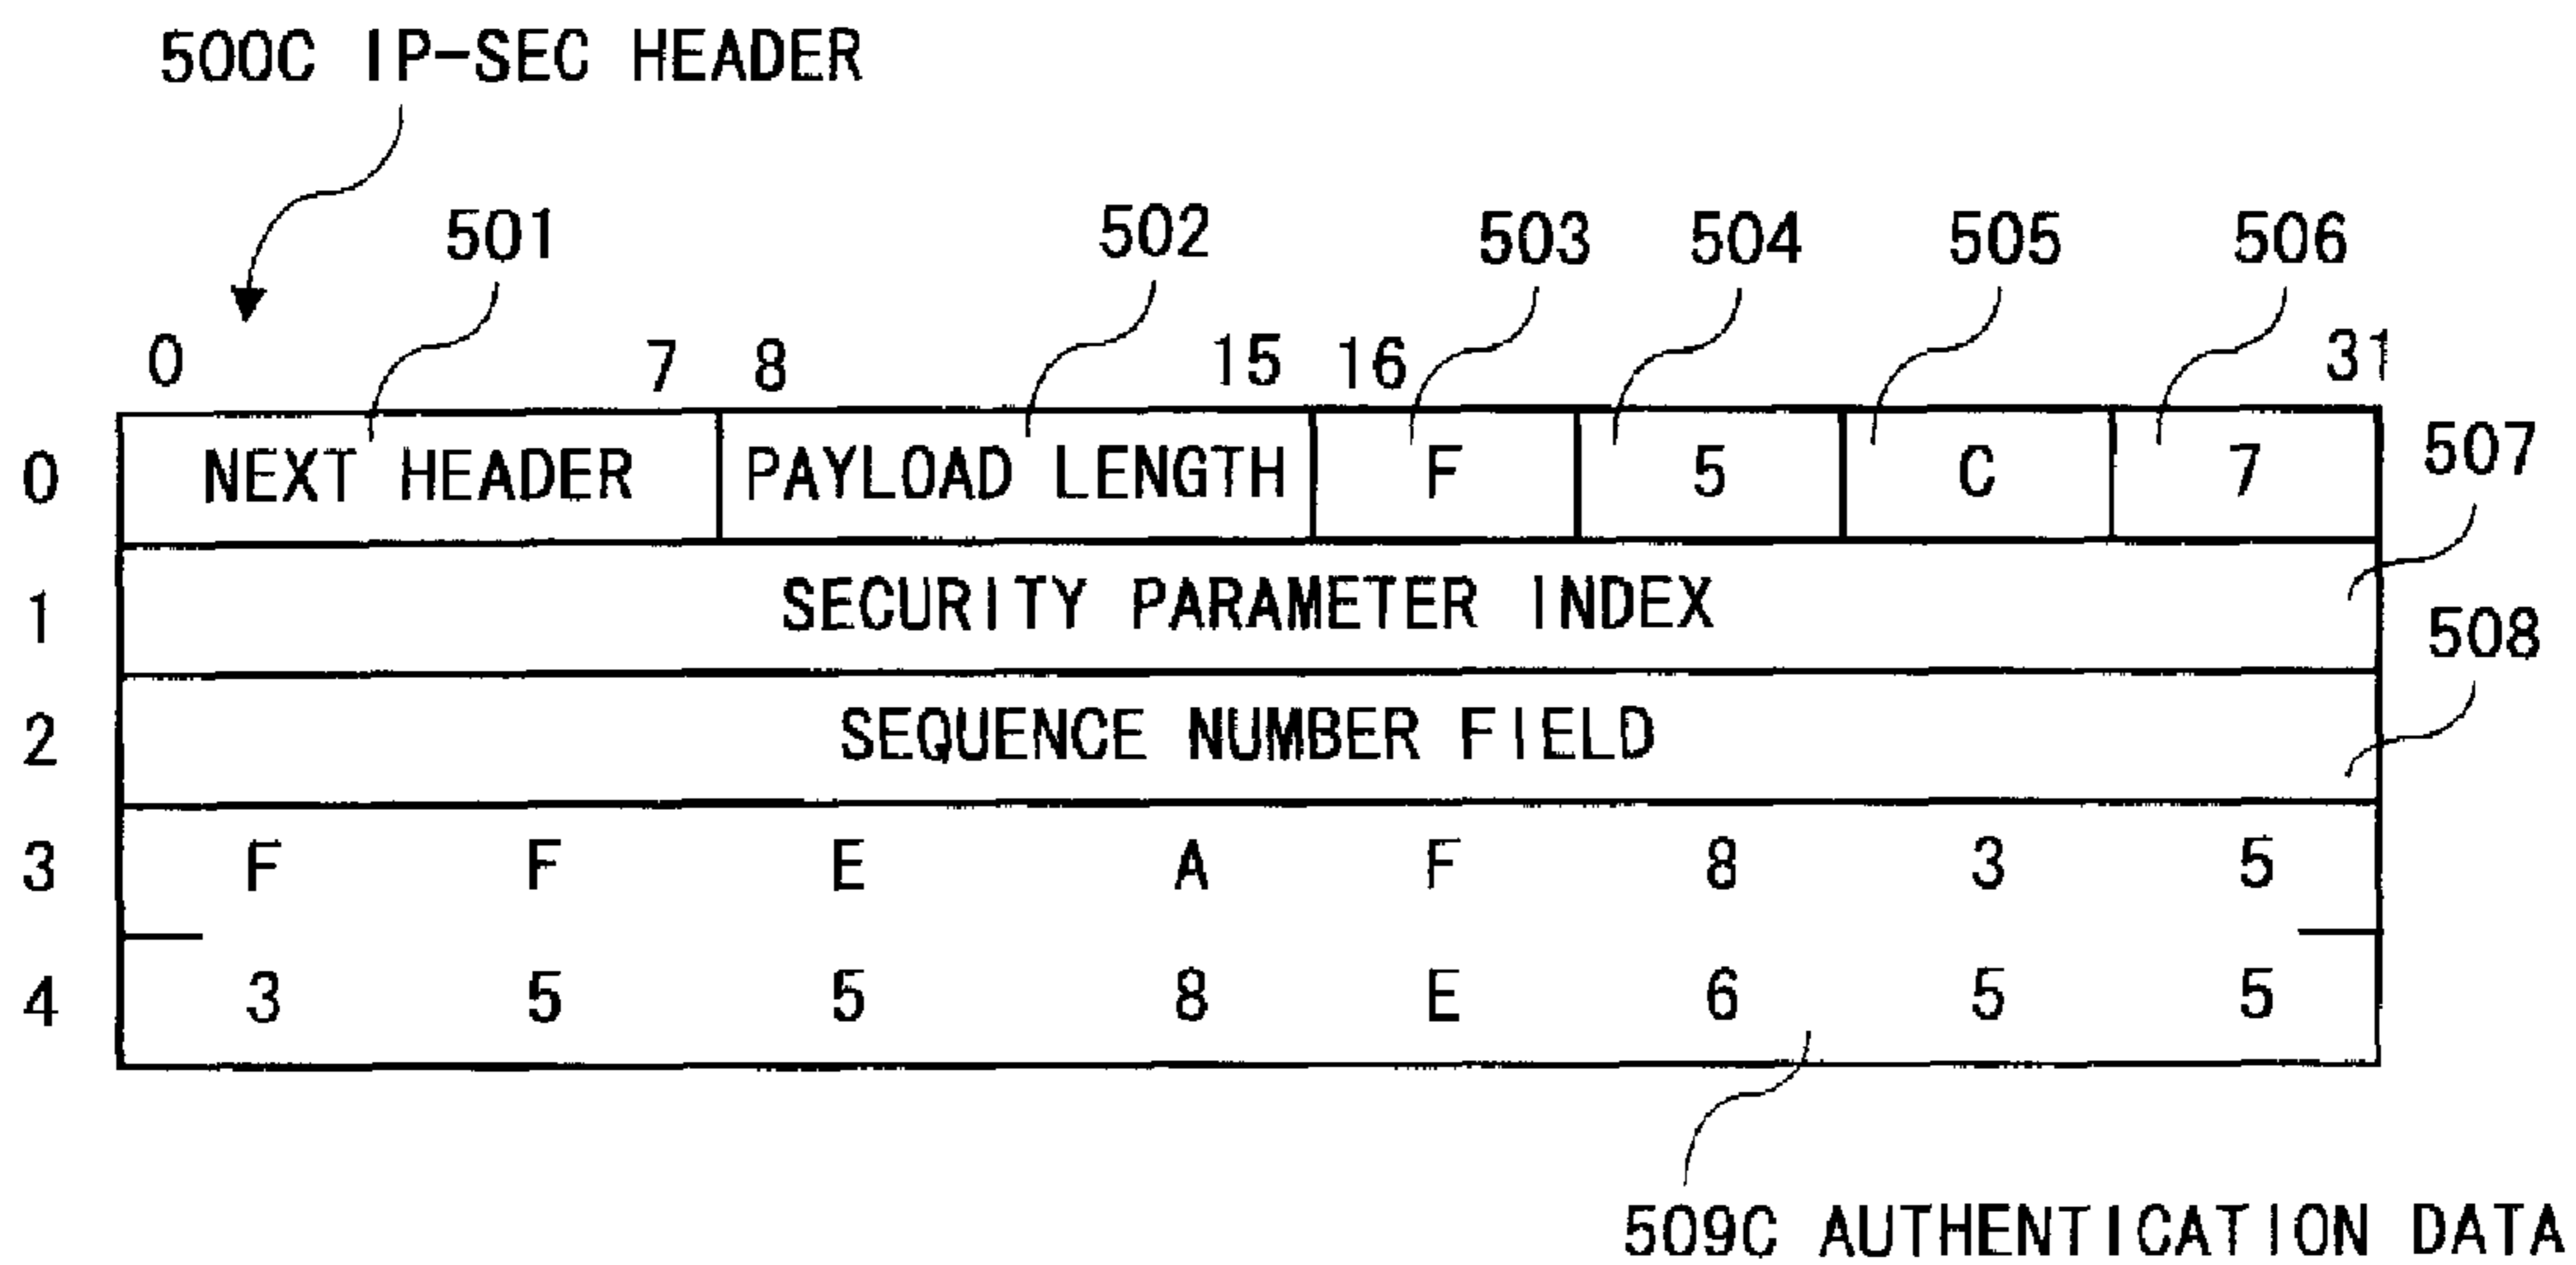 500C IP-SEC HEADER
501 502 503 504 505 506
0 7 8 15 16 31
0 NEXT HEADER PAYLOAD LENGTH F 5 C 7 507
1 SECURITY PARAMETER INDEX
508
2 SEQUENCE NUMBER FIELD
3 F F E A F 8 3 5
4 3 5 5 8 E 6 5 5
509C AUTHENTICATION DATA